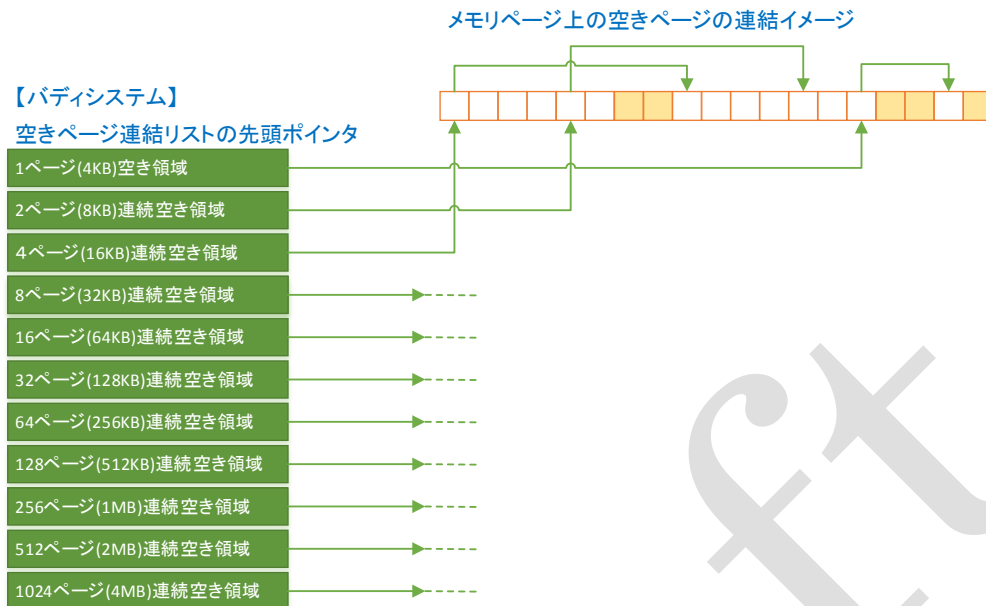 メモリページ上の空きページの連結イメージ
【バディシステム】
空きページ連結リストの先頭ポインタ
1ページ(4KB)空き領域
2ページ(8KB)連続空き領域
４ページ(16KB)連続空き領域
8ページ(32KB)連続空き領域
16ページ(64KB)連続空き領域
32ページ(128KB)連続空き領域
64ページ(256KB)連続空き領域
128ページ(512KB)連続空き領域
256ページ(1MB)連続空き領域
512ページ(2MB)連続空き領域
1024ページ(4MB)連続空き領域
ft